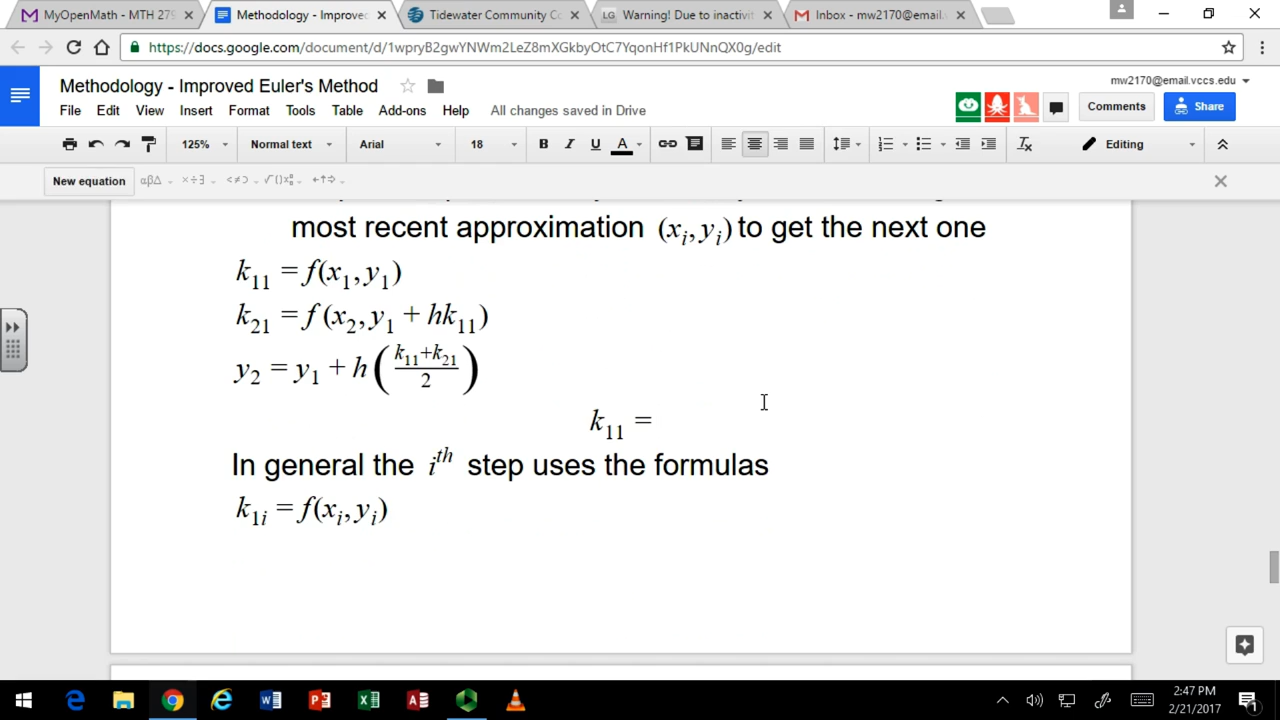 MyOpenMath - MTH 279
Methodology - Improved
Tidewater Community Co
LG Warning! Due to inactivit
Inbox - mw2170@email.
https://docs.google.com/document/d/1wpryB2gwYNWm2LeZ8mXGkbyOtC7YqonHf1PkUNnQX0g/edit
Methodology - Improved Euler's Method
mw2170@email.vccs.edu
File Edit View Insert Format Tools Table Add-ons Help All changes saved in Drive
Comments Share
125% Normal text Arial 18 B I U A Editing
New equation αβΔ ×÷∃ <≠⊃
most recent approximation (x_i, y_i) to get the next one
k_11 = f(x_1, y_1)
k_21 = f (x_2, y_1 + hk_11)
y_2 = y_1 + h ((k_11+k_21)/2)
k_11 =
In general the i^th step uses the formulas
k_1i = f(x_i, y_i)
2:47 PM
2/21/2017